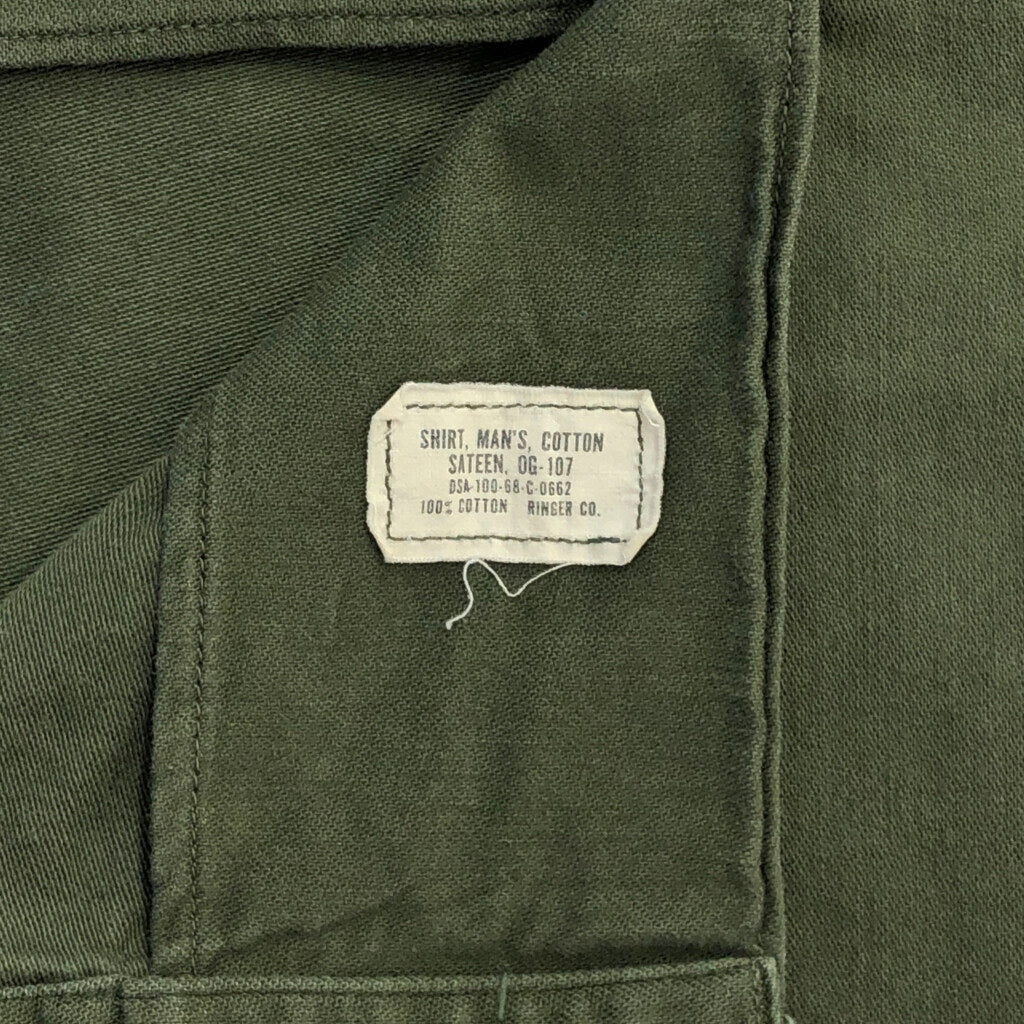 SHIRT, MAN'S, COTTON
SATEEN, OG-107
DSA-100-68-C-0662
100% COTTON RINGER CO.